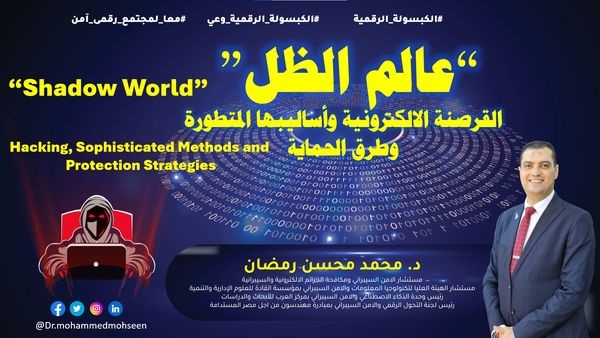 #الكبسولة_الرقمية
#الكبسولة_الرقمية_وعي
#معا_لمجتمع_رقمى_آمن
“عالم الظل”
“Shadow World”
القرصنة الالكترونية وأساليبها المتطورة
وطرق الحماية
Hacking, Sophisticated Methods and
Protection Strategies
د. محمد محسن رمضان
مستشار الامن السيبراني ومكافحة الجرائم الالكترونية والسيبرانية
مستشار الهيئة العليا لتكنولوجيا المعلومات والامن السيبراني بمؤسسة القادة للعلوم الإدارية والتنمية
رئيس وحدة الذكاء الاصطناعي والامن السيبراني بمركز العرب للأبحاث والدراسات
رئيس لجنة التحول الرقمي والامن السيبراني بمبادرة مهندسون من اجل مصر المستدامة
@Dr.mohammedmohseen